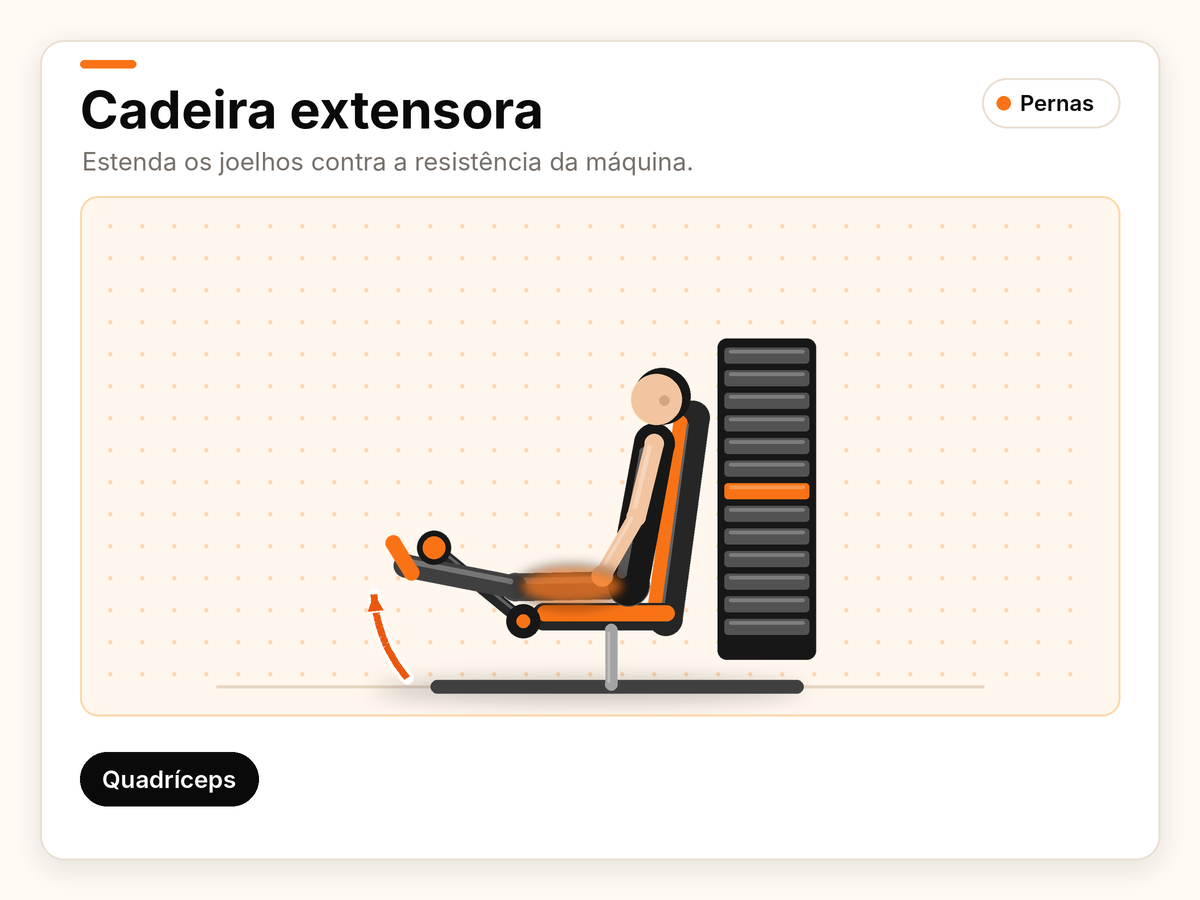 Cadeira extensora
Pernas
Estenda os joelhos contra a resistência da máquina.
Quadríceps